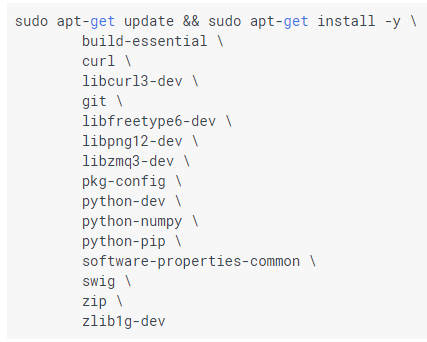 sudo apt-get update && sudo apt-get install -y \
build-essential \
curl \
libcurl3-dev \
git \
libfreetype6-dev \
libpng12-dev \
libzmq3-dev \
pkg-config \
python-dev \
python-numpy \
python-pip \
software-properties-common \
swig \
zip \
zlib1g-dev